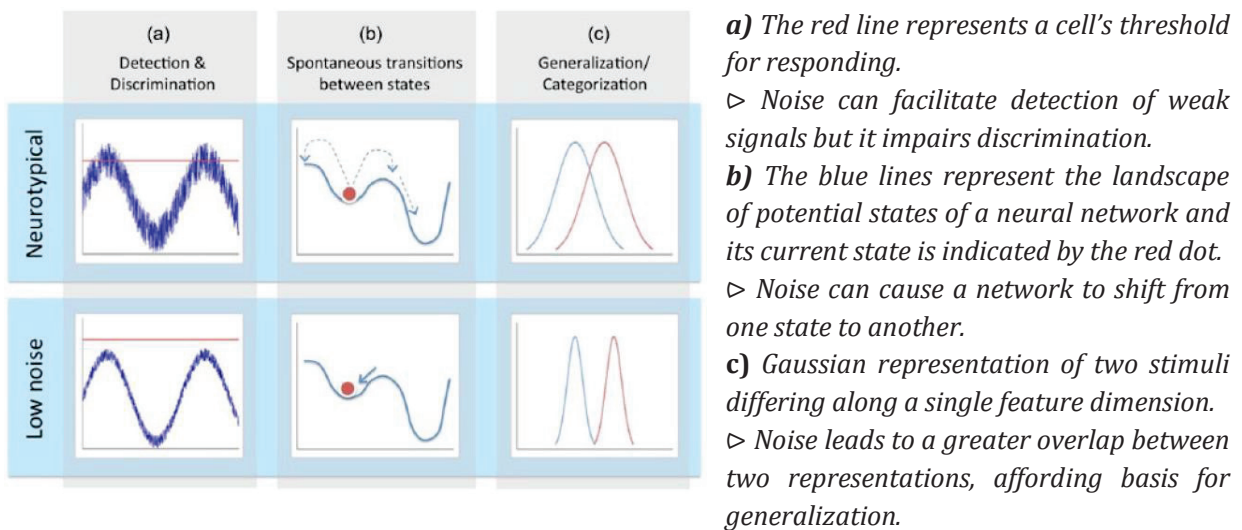 (a)
Detection &
Discrimination
(b)
Spontaneous transitions
between states
(c)
Generalization/
Categorization
Neurotypical
Low noise
a) The red line represents a cell’s threshold
for responding.
▷ Noise can facilitate detection of weak
signals but it impairs discrimination.
b) The blue lines represent the landscape
of potential states of a neural network and
its current state is indicated by the red dot.
▷ Noise can cause a network to shift from
one state to another.
c) Gaussian representation of two stimuli
differing along a single feature dimension.
▷ Noise leads to a greater overlap between
two representations, affording basis for
generalization.